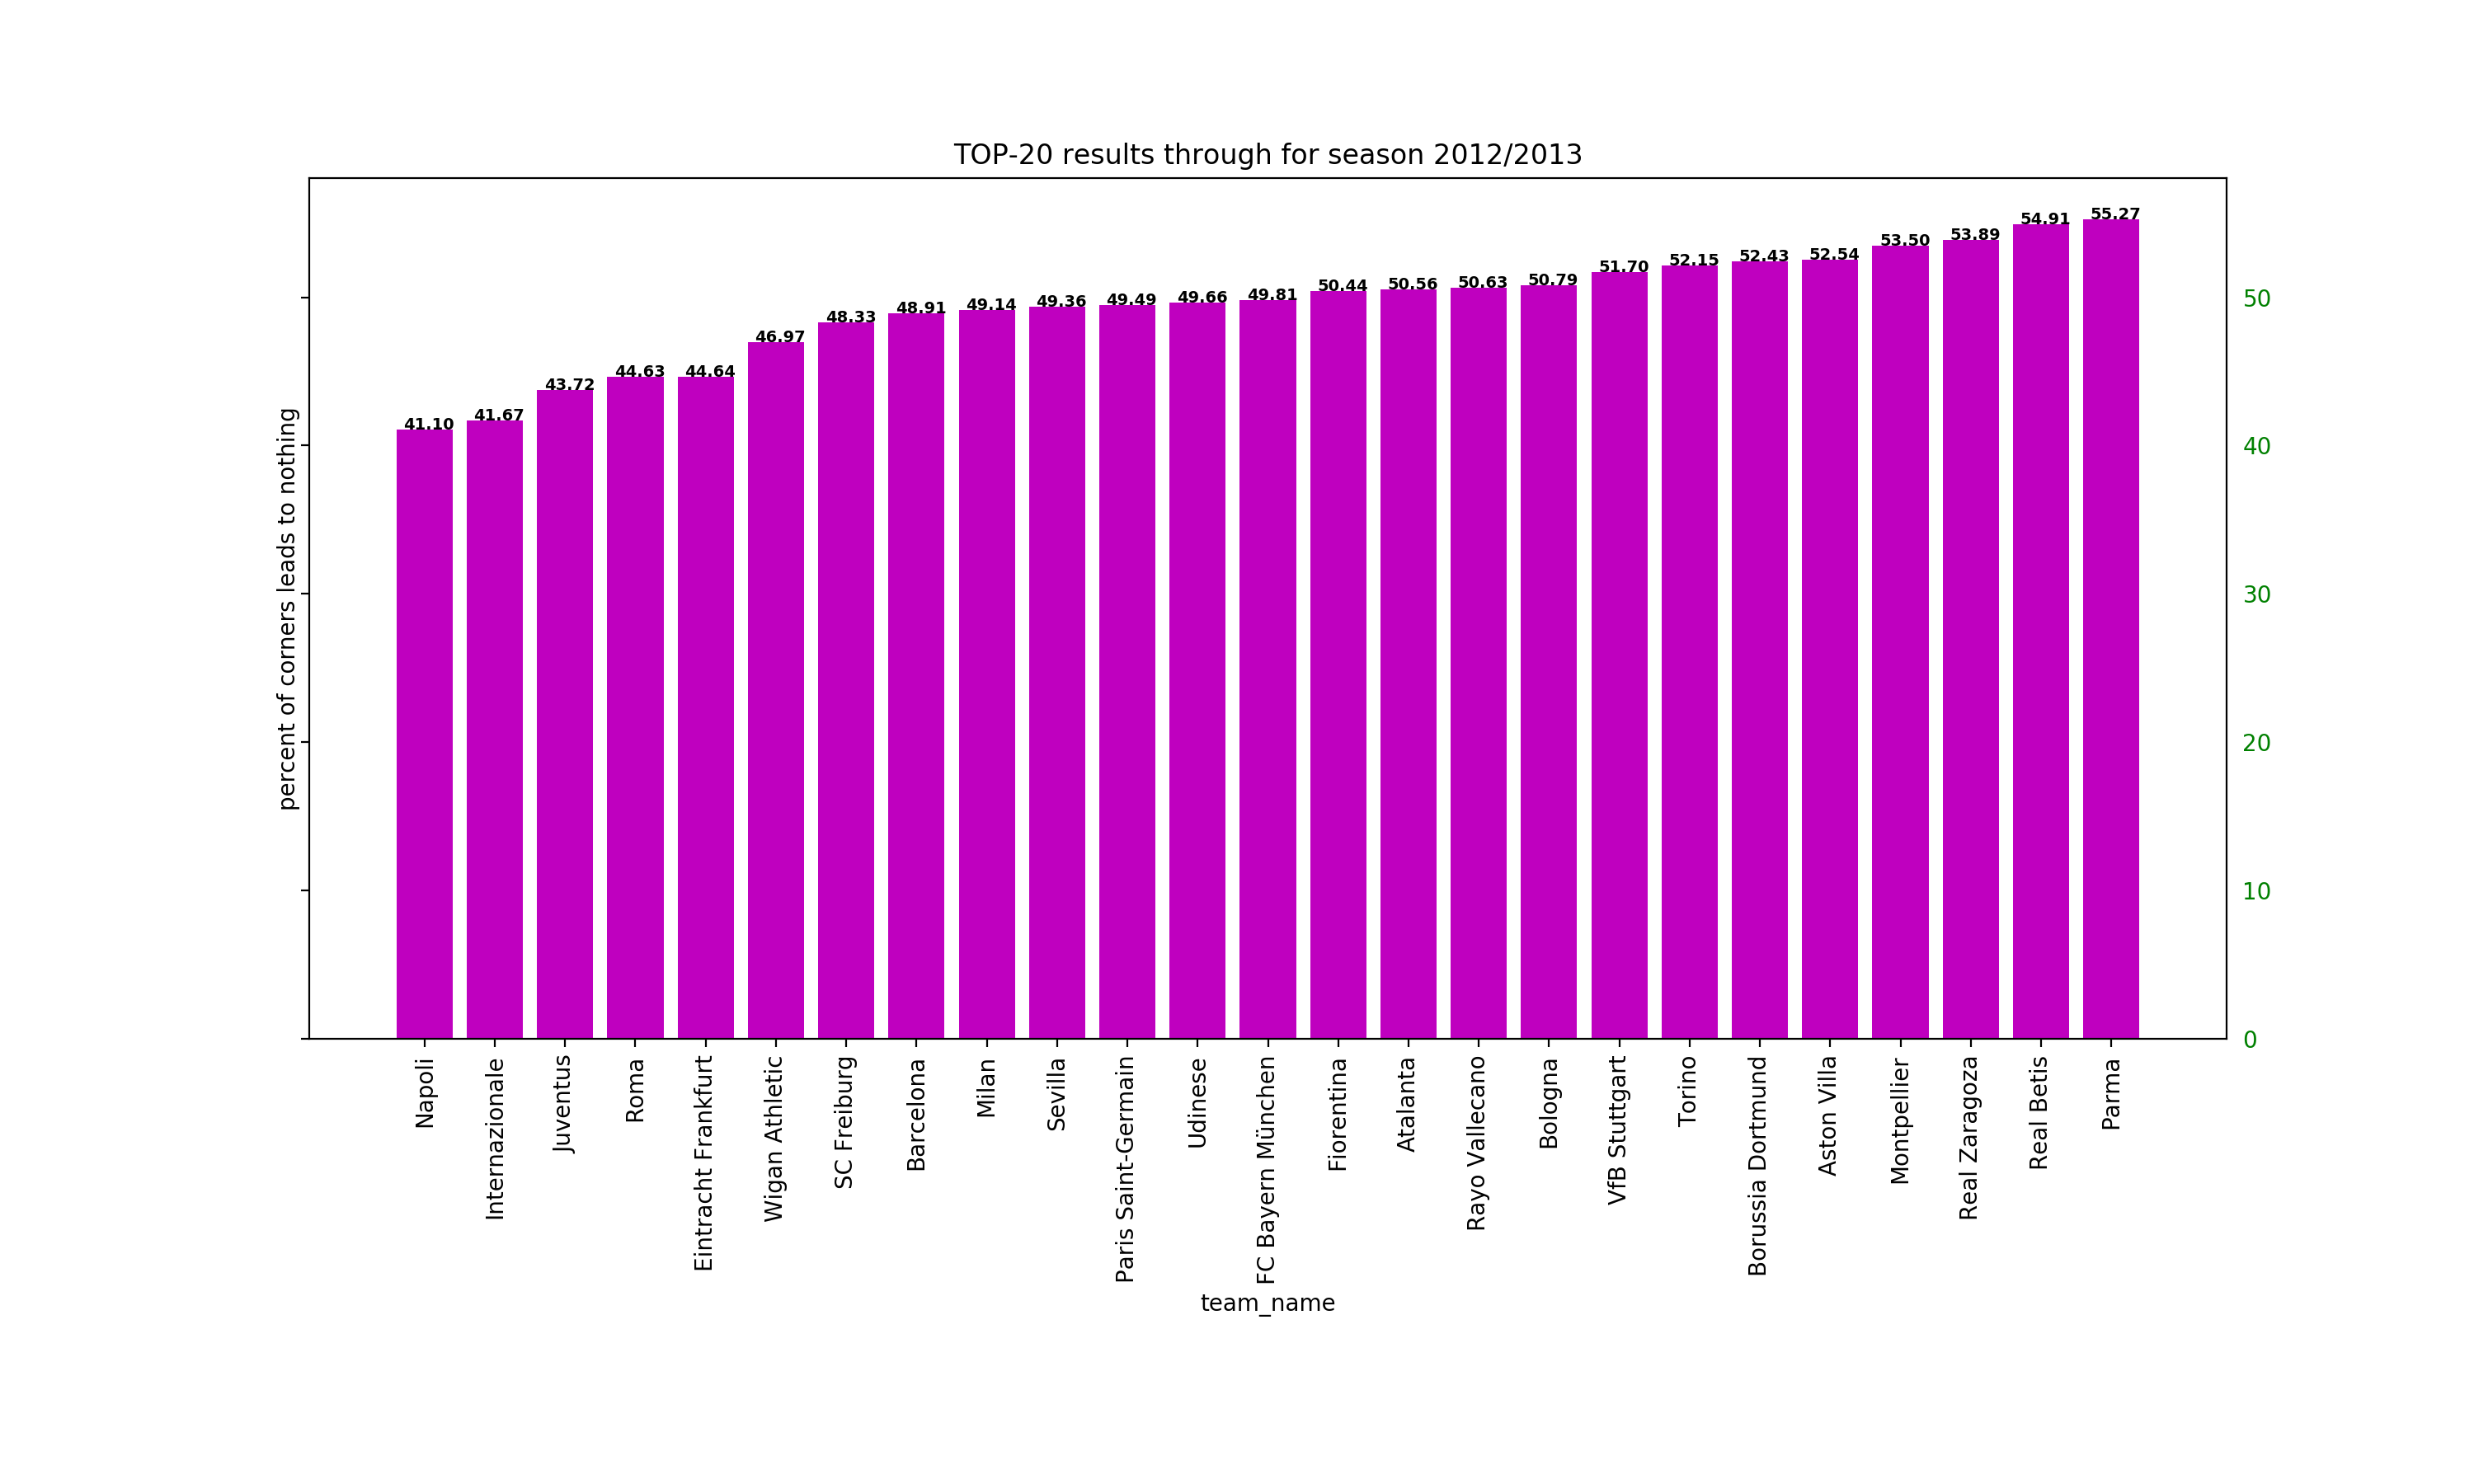 TOP-20 results through for season 2012/2013
percent of corners leads to nothing
41.10
41.67
43.72
44.63
44.64
46.97
48.33
48.91
49.14
49.36
49.49
49.66
49.81
50.44
50.56
50.63
50.79
51.70
52.15
52.43
52.54
53.50
53.89
54.91
55.27
50
40
30
20
10
0
Napoli
Internazionale
Juventus
Roma
Eintracht Frankfurt
Wigan Athletic
SC Freiburg
Barcelona
Milan
Sevilla
Paris Saint-Germain
Udinese
FC Bayern München
Fiorentina
Atalanta
Rayo Vallecano
Bologna
VfB Stuttgart
Torino
Borussia Dortmund
Aston Villa
Montpellier
Real Zaragoza
Real Betis
Parma
team_name